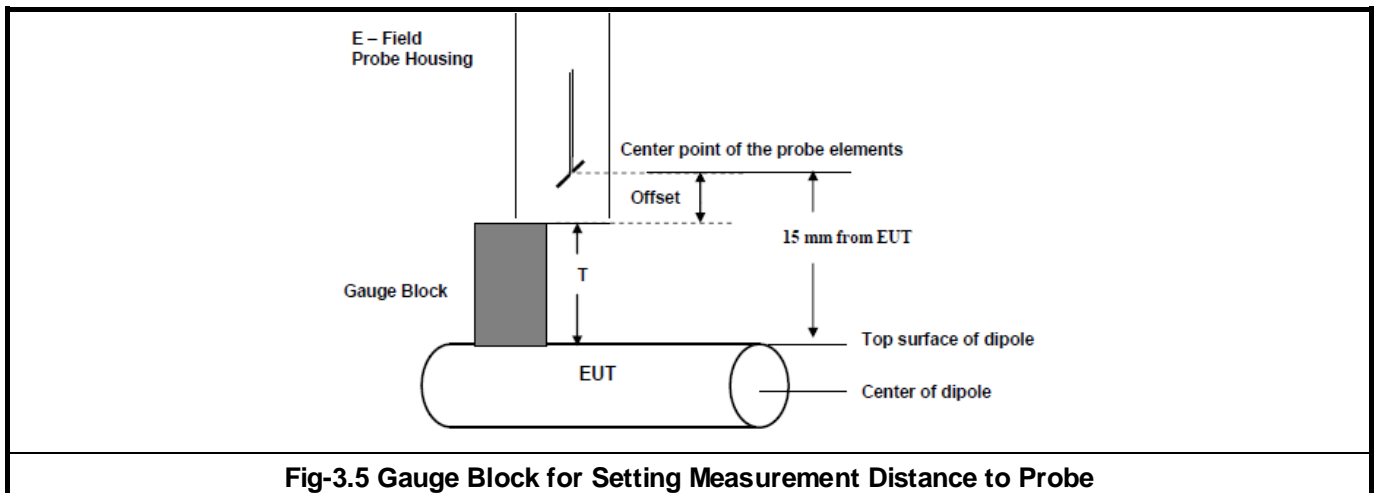 E – Field
Probe Housing
Center point of the probe elements
Offset
15 mm from EUT
T
Gauge Block
Top surface of dipole
EUT
Center of dipole
Fig-3.5 Gauge Block for Setting Measurement Distance to Probe